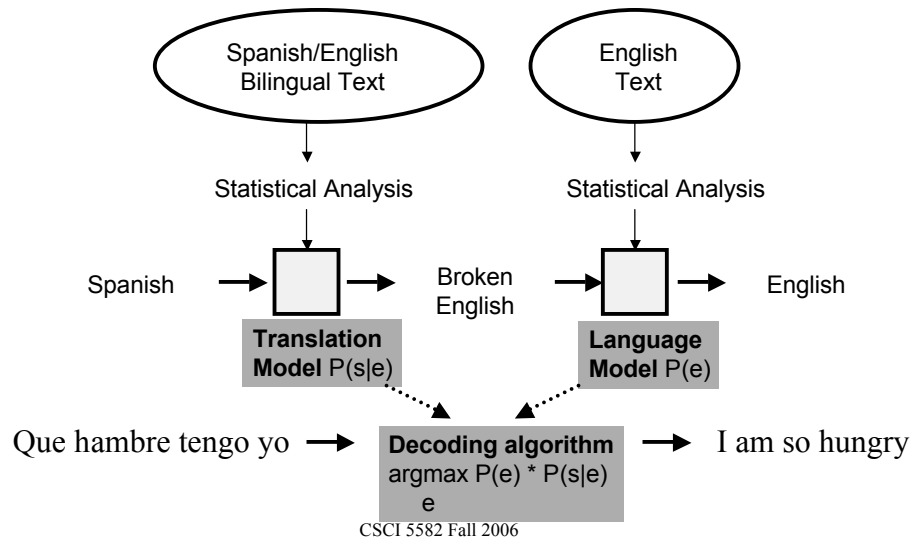 Spanish/English
Bilingual Text
English
Text
Statistical Analysis
Statistical Analysis
Spanish
Broken
English
English
Translation
Model P(s|e)
Language
Model P(e)
Que hambre tengo yo
Decoding algorithm
argmax P(e) * P(s|e)
e
I am so hungry
CSCI 5582 Fall 2006